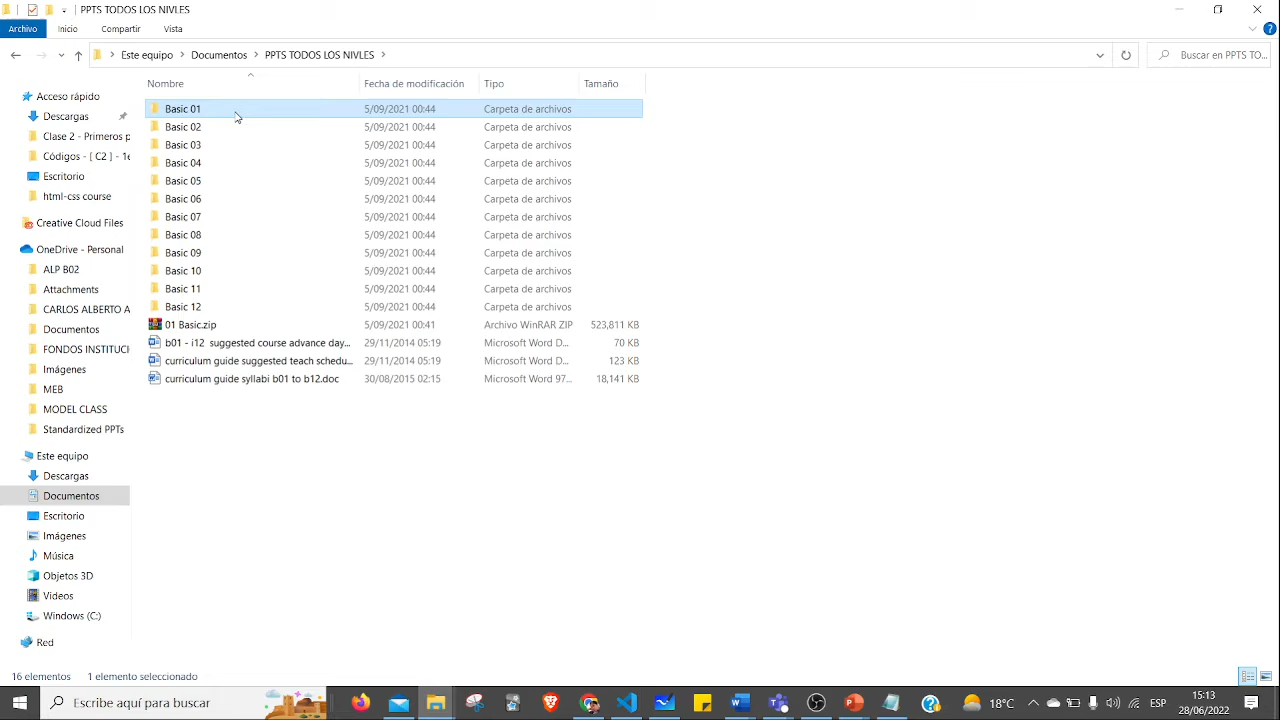 PPTS TODOS LOS NIVLES
Archivo Inicio Compartir Vista
Este equipo Documentos PPTS TODOS LOS NIVLES Buscar en PPTS TO...
Nombre Fecha de modificación Tipo Tamaño
Acceso rápido
Descargas
Clase 2 - Primeros p
Códigos - [ C2 ] - 1e
Escritorio
html-css course
Creative Cloud Files
OneDrive - Personal
ALP B02
Attachments
CARLOS ALBERTO A
Documentos
FONDOS INSTITUCI
Imágenes
MEB
MODEL CLASS
Standardized PPTs
Este equipo
Descargas
Documentos
Escritorio
Imágenes
Música
Objetos 3D
Videos
Windows (C:)
Red
Basic 01 5/09/2021 00:44 Carpeta de archivos
Basic 02 5/09/2021 00:44 Carpeta de archivos
Basic 03 5/09/2021 00:44 Carpeta de archivos
Basic 04 5/09/2021 00:44 Carpeta de archivos
Basic 05 5/09/2021 00:44 Carpeta de archivos
Basic 06 5/09/2021 00:44 Carpeta de archivos
Basic 07 5/09/2021 00:44 Carpeta de archivos
Basic 08 5/09/2021 00:44 Carpeta de archivos
Basic 09 5/09/2021 00:44 Carpeta de archivos
Basic 10 5/09/2021 00:44 Carpeta de archivos
Basic 11 5/09/2021 00:44 Carpeta de archivos
Basic 12 5/09/2021 00:44 Carpeta de archivos
01 Basic.zip 5/09/2021 00:41 Archivo WinRAR ZIP 523,811 KB
b01 - i12 suggested course advance day... 29/11/2014 05:19 Microsoft Word D... 70 KB
curriculum guide suggested teach schedu... 29/11/2014 05:19 Microsoft Word D... 123 KB
curriculum guide syllabi b01 to b12.doc 30/08/2015 02:15 Microsoft Word 97... 18,141 KB
16 elementos 1 elemento seleccionado
Escribe aquí para buscar 18°C ESP 15:13
28/06/2022